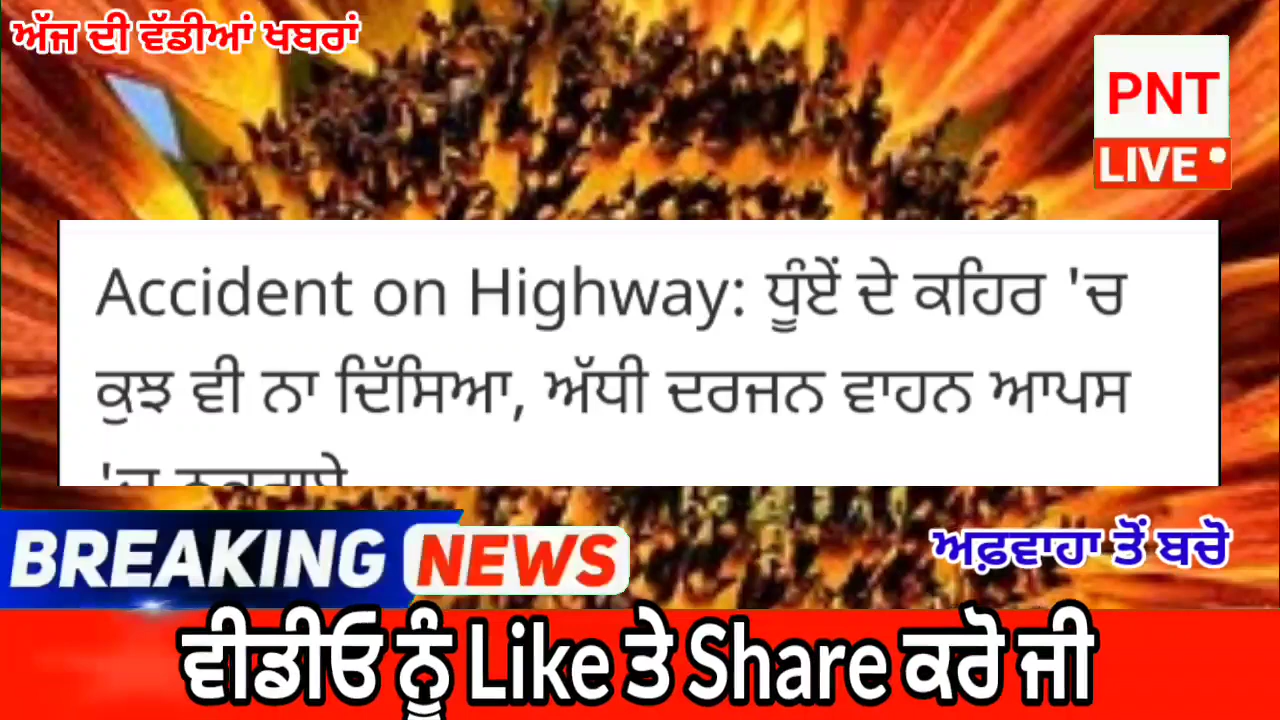 ਅੱਜ ਦੀ ਵੱਡੀਆਂ ਖਬਰਾਂ
PNT
LIVE
Accident on Highway: ਧੂੰਏਂ ਦੇ ਕਹਿਰ 'ਚ
ਕੁਝ ਵੀ ਨਾ ਦਿੱਸਿਆ, ਅੱਧੀ ਦਰਜਨ ਵਾਹਨ ਆਪਸ
BREAKING NEWS
ਅਫ਼ਵਾਹਾ ਤੋਂ ਬਚੋ
ਵੀਡੀਓ ਨੂੰ Like ਤੇ Share ਕਰੋ ਜੀ